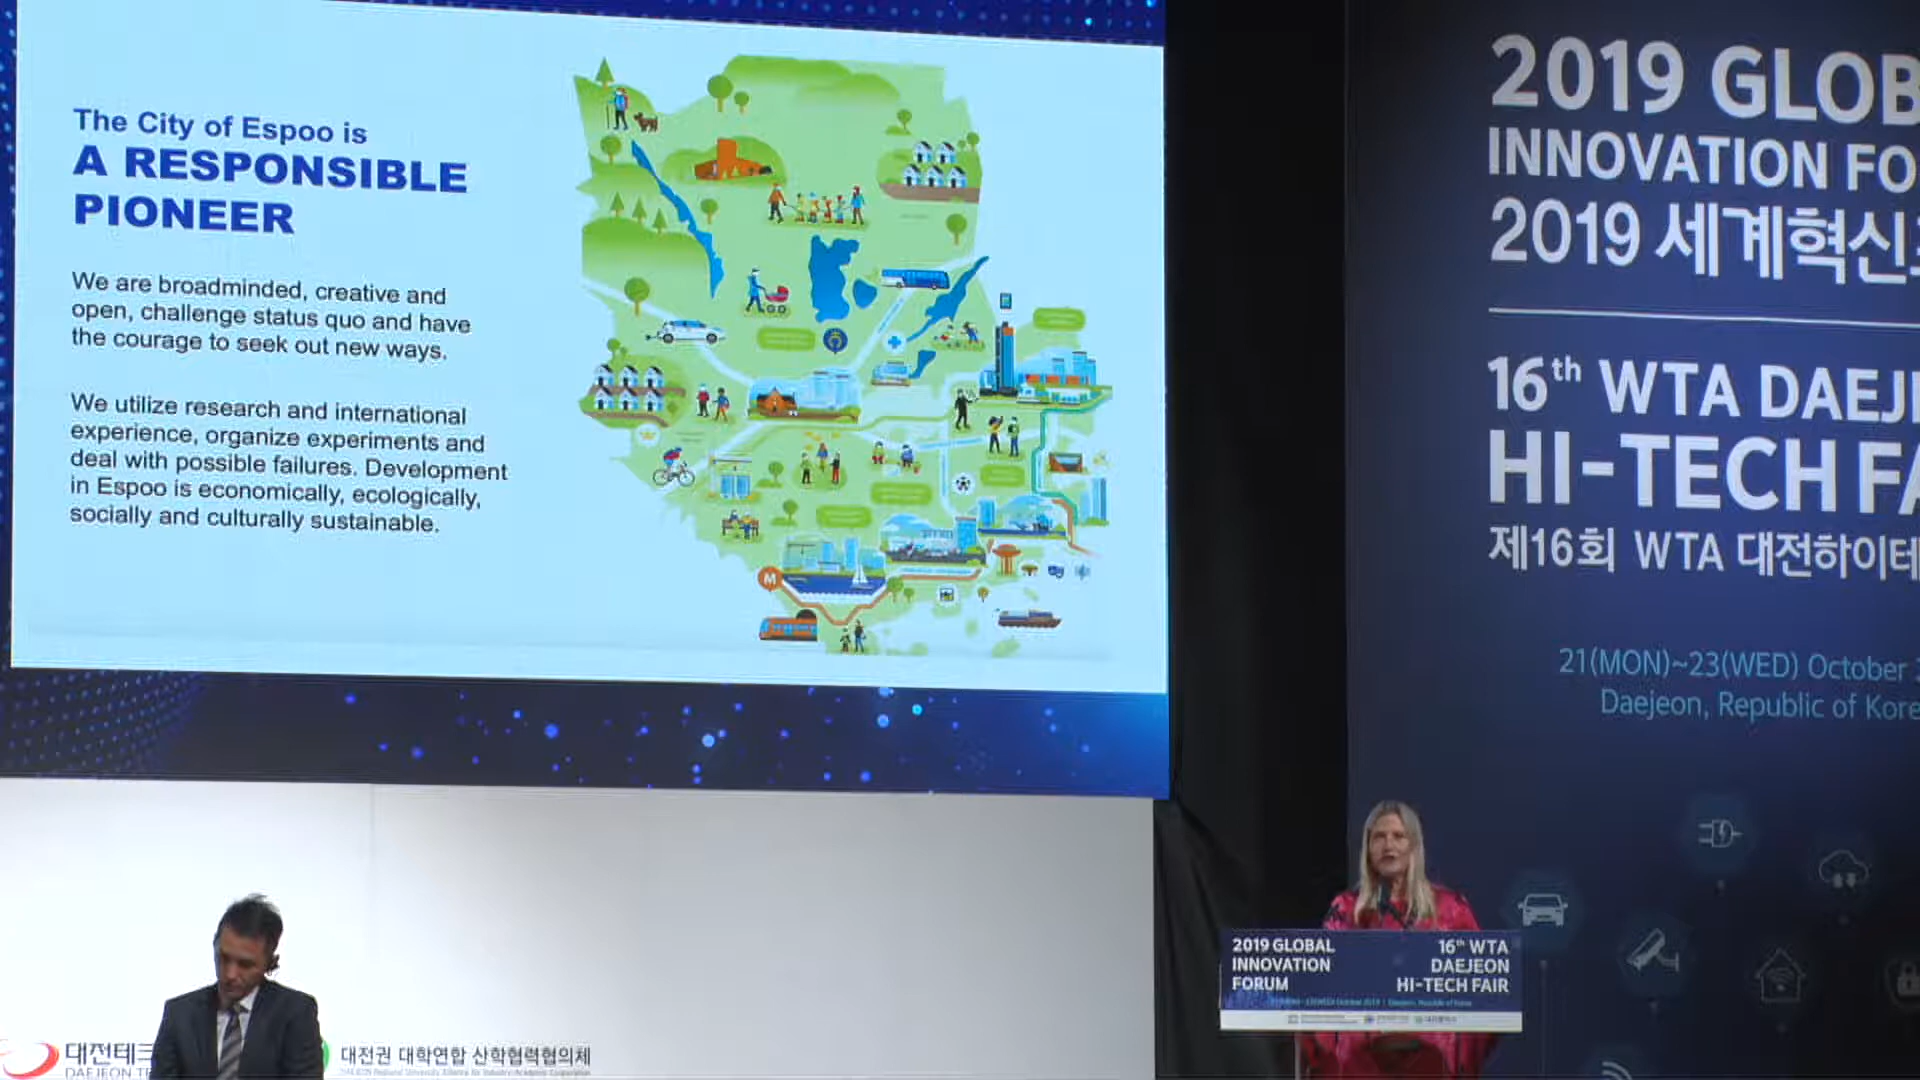 The City of Espoo is
A RESPONSIBLE
PIONEER
We are broadminded, creative and
open, challenge status quo and have
the courage to seek out new ways.
We utilize research and international
experience, organize experiments and
deal with possible failures. Development
in Espoo is economically, ecologically,
socially and culturally sustainable.
M
2019 GLOB
INNOVATION FO
2019 세계혁신
16th WTA DAEJE
HI-TECH FA
제16회 WTA 대전하이테
21(MON)~23(WED) October
Daejeon, Republic of Kore
2019 GLOBAL
INNOVATION
FORUM
16th WTA
DAEJEON
HI-TECH FAIR
대전테크
DAEJEON TE
대전권 대학연합 산학협력협의체